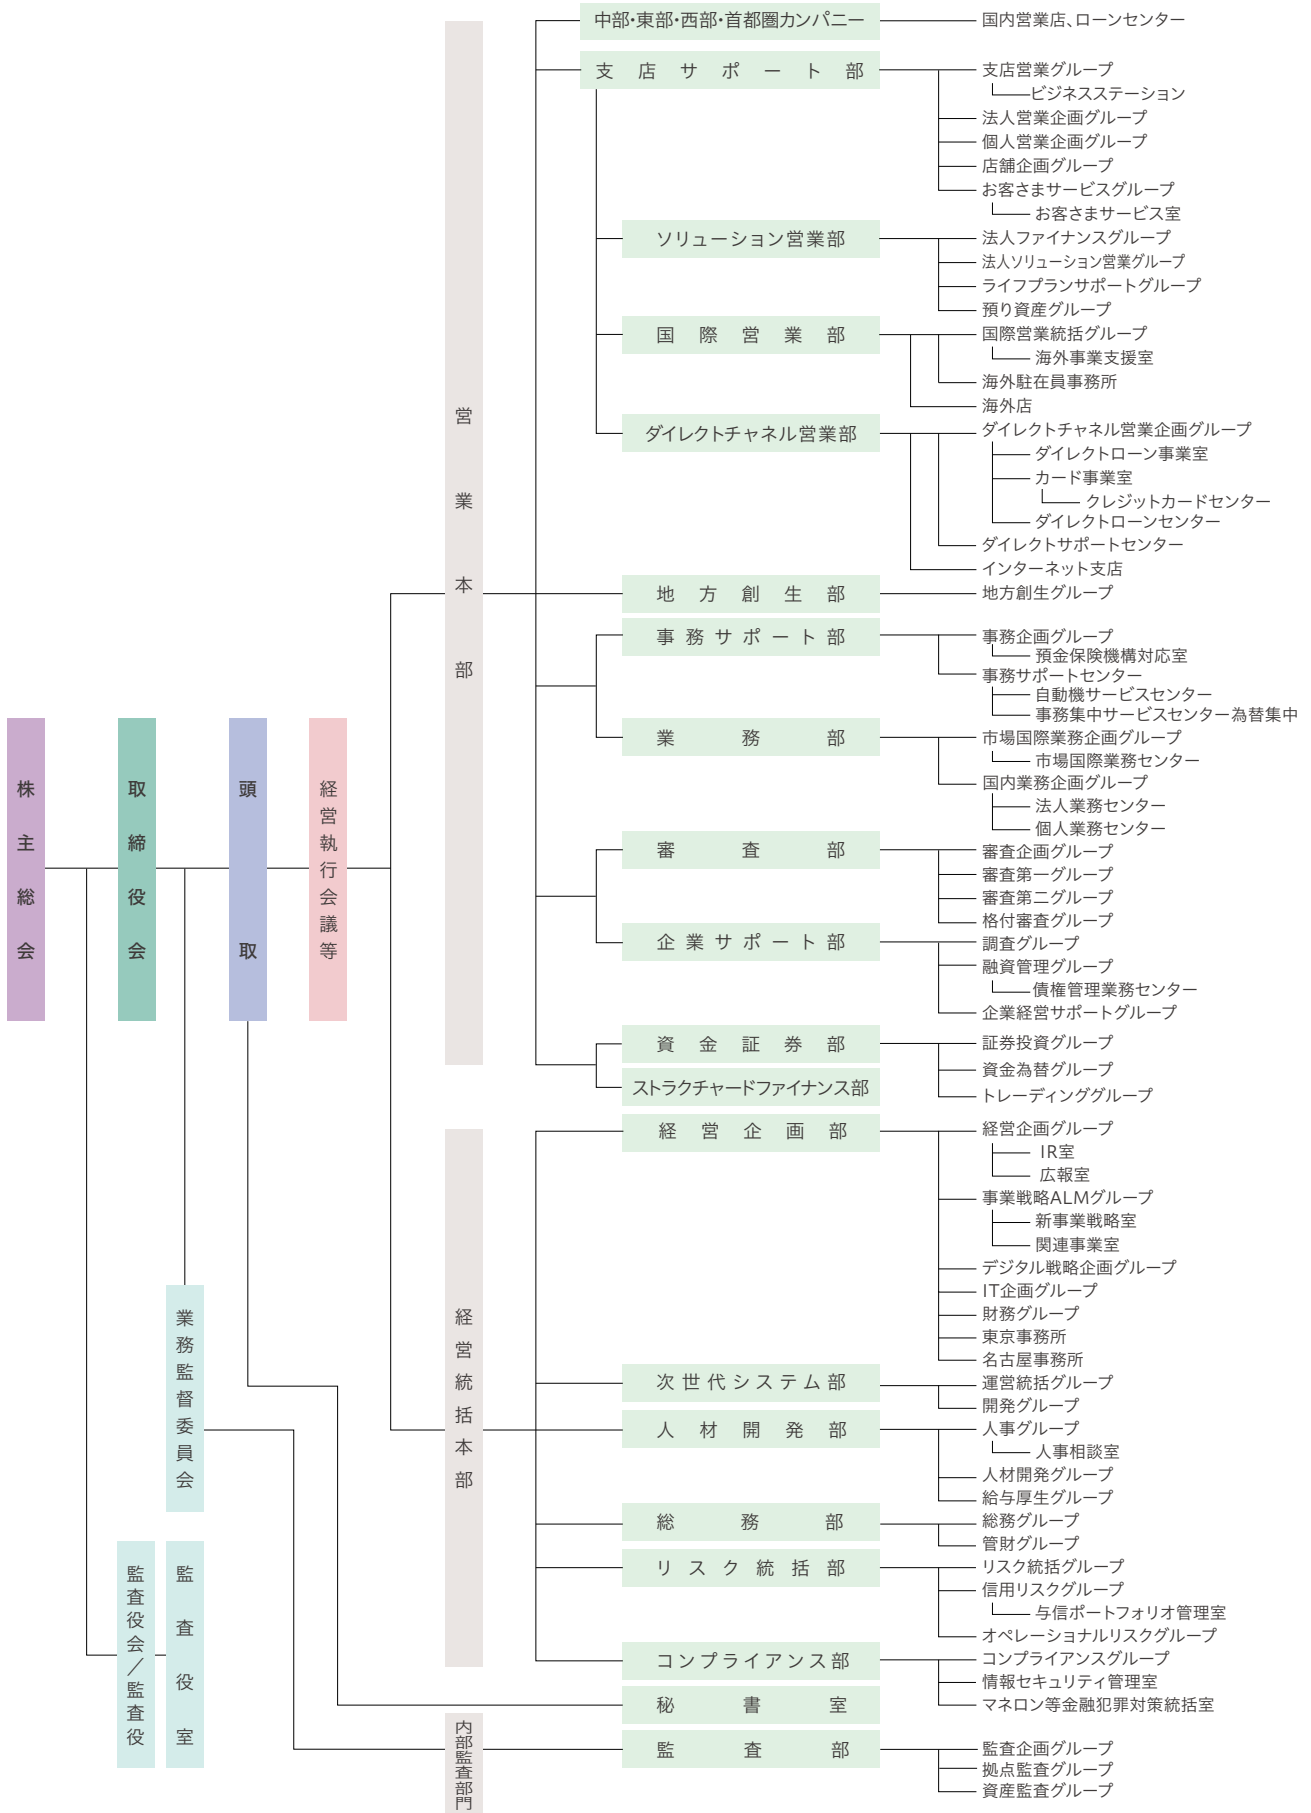 株主総会
取締役会
頭取
経営執行会議等
業務監督委員会
監査役会／監査役
監査役室
営業本部
中部・東部・西部・首都圏カンパニー
国内営業店、ローンセンター
支店サポート部
支店営業グループ
ビジネスステーション
法人営業企画グループ
個人営業企画グループ
店舗企画グループ
お客さまサービスグループ
お客さまサービス室
ソリューション営業部
法人ファイナンスグループ
法人ソリューション営業グループ
ライフプランサポートグループ
預り資産グループ
国際営業部
国際営業統括グループ
海外事業支援室
海外駐在員事務所
海外店
ダイレクトチャネル営業部
ダイレクトチャネル営業企画グループ
ダイレクトローン事業室
カード事業室
クレジットカードセンター
ダイレクトローンセンター
ダイレクトサポートセンター
インターネット支店
地方創生部
地方創生グループ
事務サポート部
事務企画グループ
預金保険機構対応室
事務サポートセンター
自動機サービスセンター
事務集中サービスセンター為替集中
業務部
市場国際業務企画グループ
市場国際業務センター
国内業務企画グループ
法人業務センター
個人業務センター
審査部
審査企画グループ
審査第一グループ
審査第二グループ
格付審査グループ
企業サポート部
調査グループ
融資管理グループ
債権管理業務センター
企業経営サポートグループ
資金証券部
証券投資グループ
資金為替グループ
トレーディンググループ
ストラクチャードファイナンス部
経営統括本部
経営企画部
経営企画グループ
IR室
広報室
事業戦略ALMグループ
新事業戦略室
関連事業室
デジタル戦略企画グループ
IT企画グループ
財務グループ
東京事務所
名古屋事務所
次世代システム部
運営統括グループ
開発グループ
人材開発部
人事グループ
人事相談室
人材開発グループ
給与厚生グループ
総務部
総務グループ
管財グループ
リスク統括部
リスク統括グループ
信用リスクグループ
与信ポートフォリオ管理室
オペレーショナルリスクグループ
コンプライアンス部
コンプライアンスグループ
情報セキュリティ管理室
マネロン等金融犯罪対策統括室
秘書室
内部監査部門
監査部
監査企画グループ
拠点監査グループ
資産監査グループ